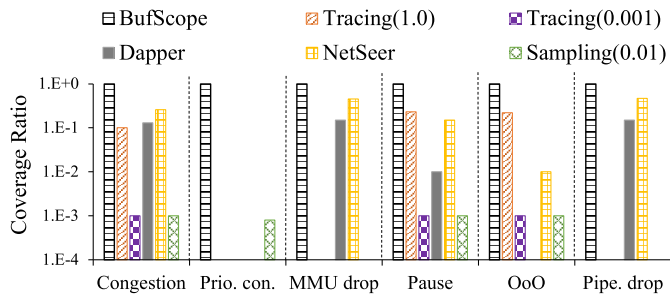 BufScope Tracing(1.0) Tracing(0.001)
Dapper NetSeer Sampling(0.01)
Coverage Ratio
1.E+0
1.E-1
1.E-2
1.E-3
1.E-4
Congestion Prio. con. MMU drop Pause OoO Pipe. drop